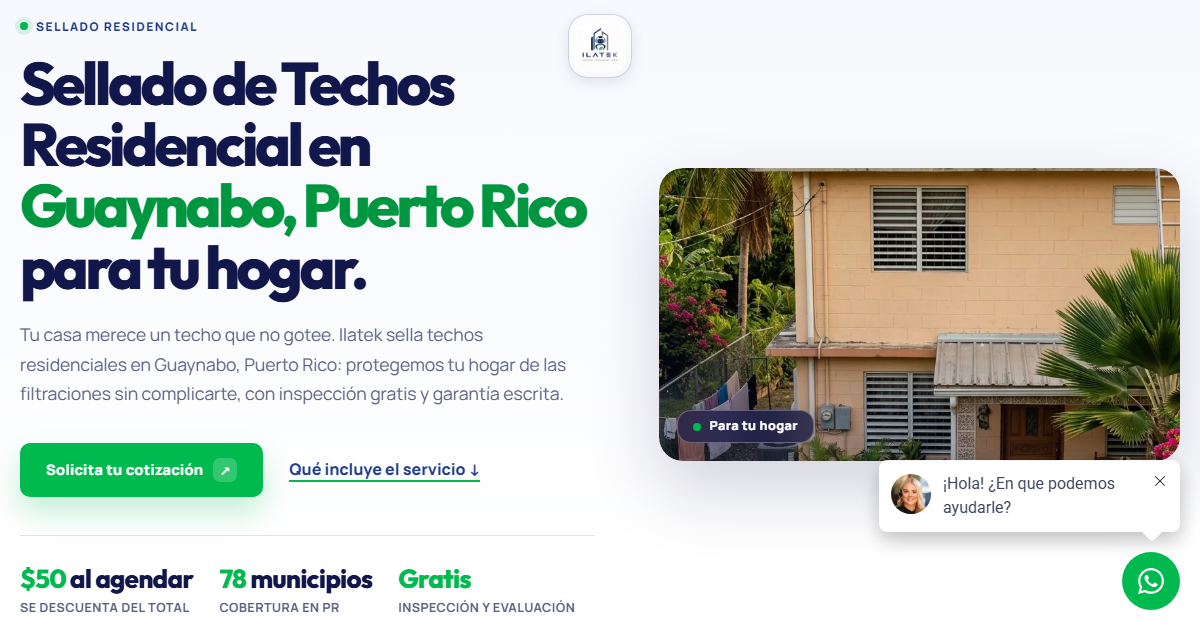 SELLADO RESIDENCIAL
ILATEK
Sellado de Techos
Residencial en
Guaynabo, Puerto Rico
para tu hogar.
Tu casa merece un techo que no gotee. Ilatek sella techos
residenciales en Guaynabo, Puerto Rico: protegemos tu hogar de las
filtraciones sin complicarte, con inspección gratis y garantía escrita.
Solicita tu cotización ↗
Qué incluye el servicio ↓
Para tu hogar
¡Hola! ¿En que podemos
ayudarle?
$50 al agendar
SE DESCUENTA DEL TOTAL
78 municipios
COBERTURA EN PR
Gratis
INSPECCIÓN Y EVALUACIÓN